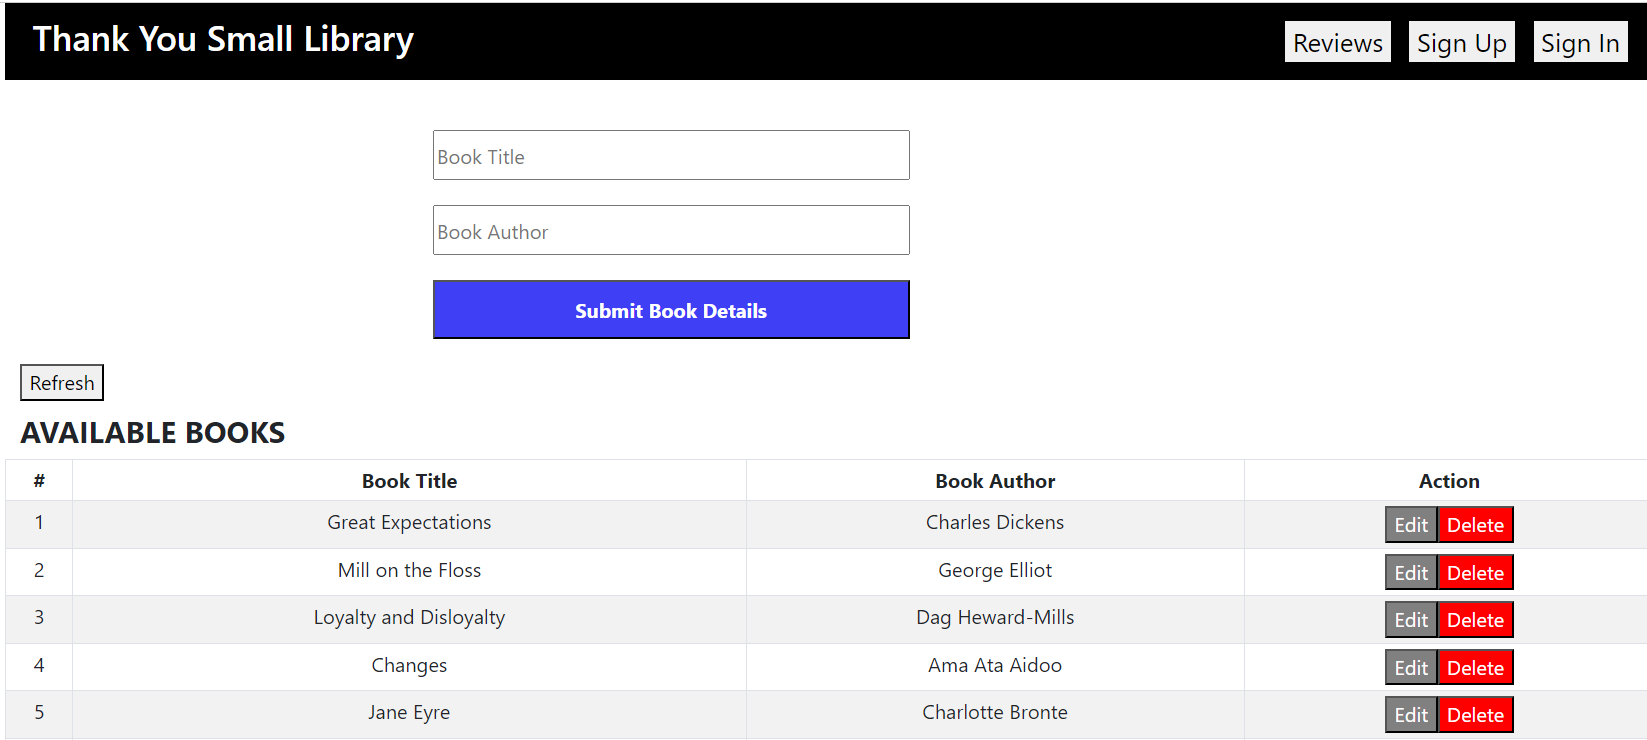 Thank You Small Library Reviews Sign Up Sign In
Book Title
Book Author
Submit Book Details
Refresh
AVAILABLE BOOKS
# Book Title Book Author Action
1 Great Expectations Charles Dickens Edit Delete
2 Mill on the Floss George Elliot Edit Delete
3 Loyalty and Disloyalty Dag Heward-Mills Edit Delete
4 Changes Ama Ata Aidoo Edit Delete
5 Jane Eyre Charlotte Bronte Edit Delete